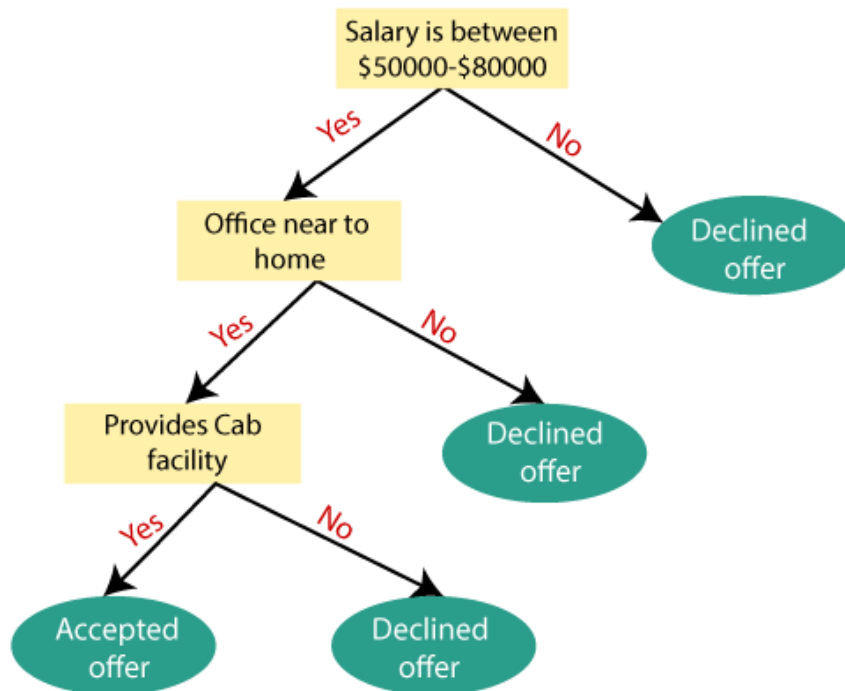 Salary is between
$50000-$80000
Yes
No
Office near to
home
Declined
offer
Yes
No
Provides Cab
facility
Declined
offer
Yes
No
Accepted
offer
Declined
offer